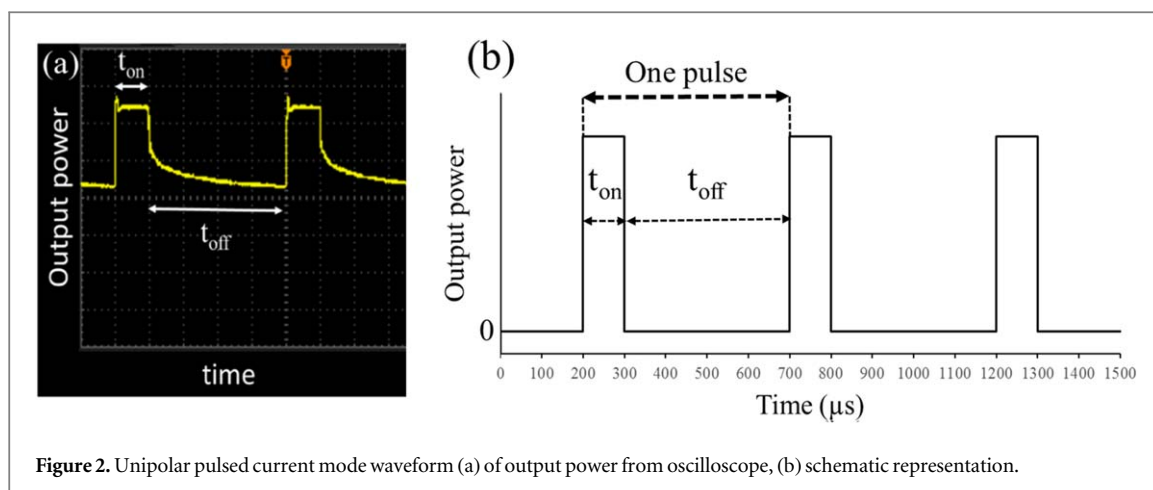 (a)
t_on
T
Output power
t_off
time
(b)
One pulse
t_on
t_off
Output power
0
0 100 200 300 400 500 600 700 800 900 1000 1100 1200 1300 1400 1500
Time (µs)
Figure 2. Unipolar pulsed current mode waveform (a) of output power from oscilloscope, (b) schematic representation.